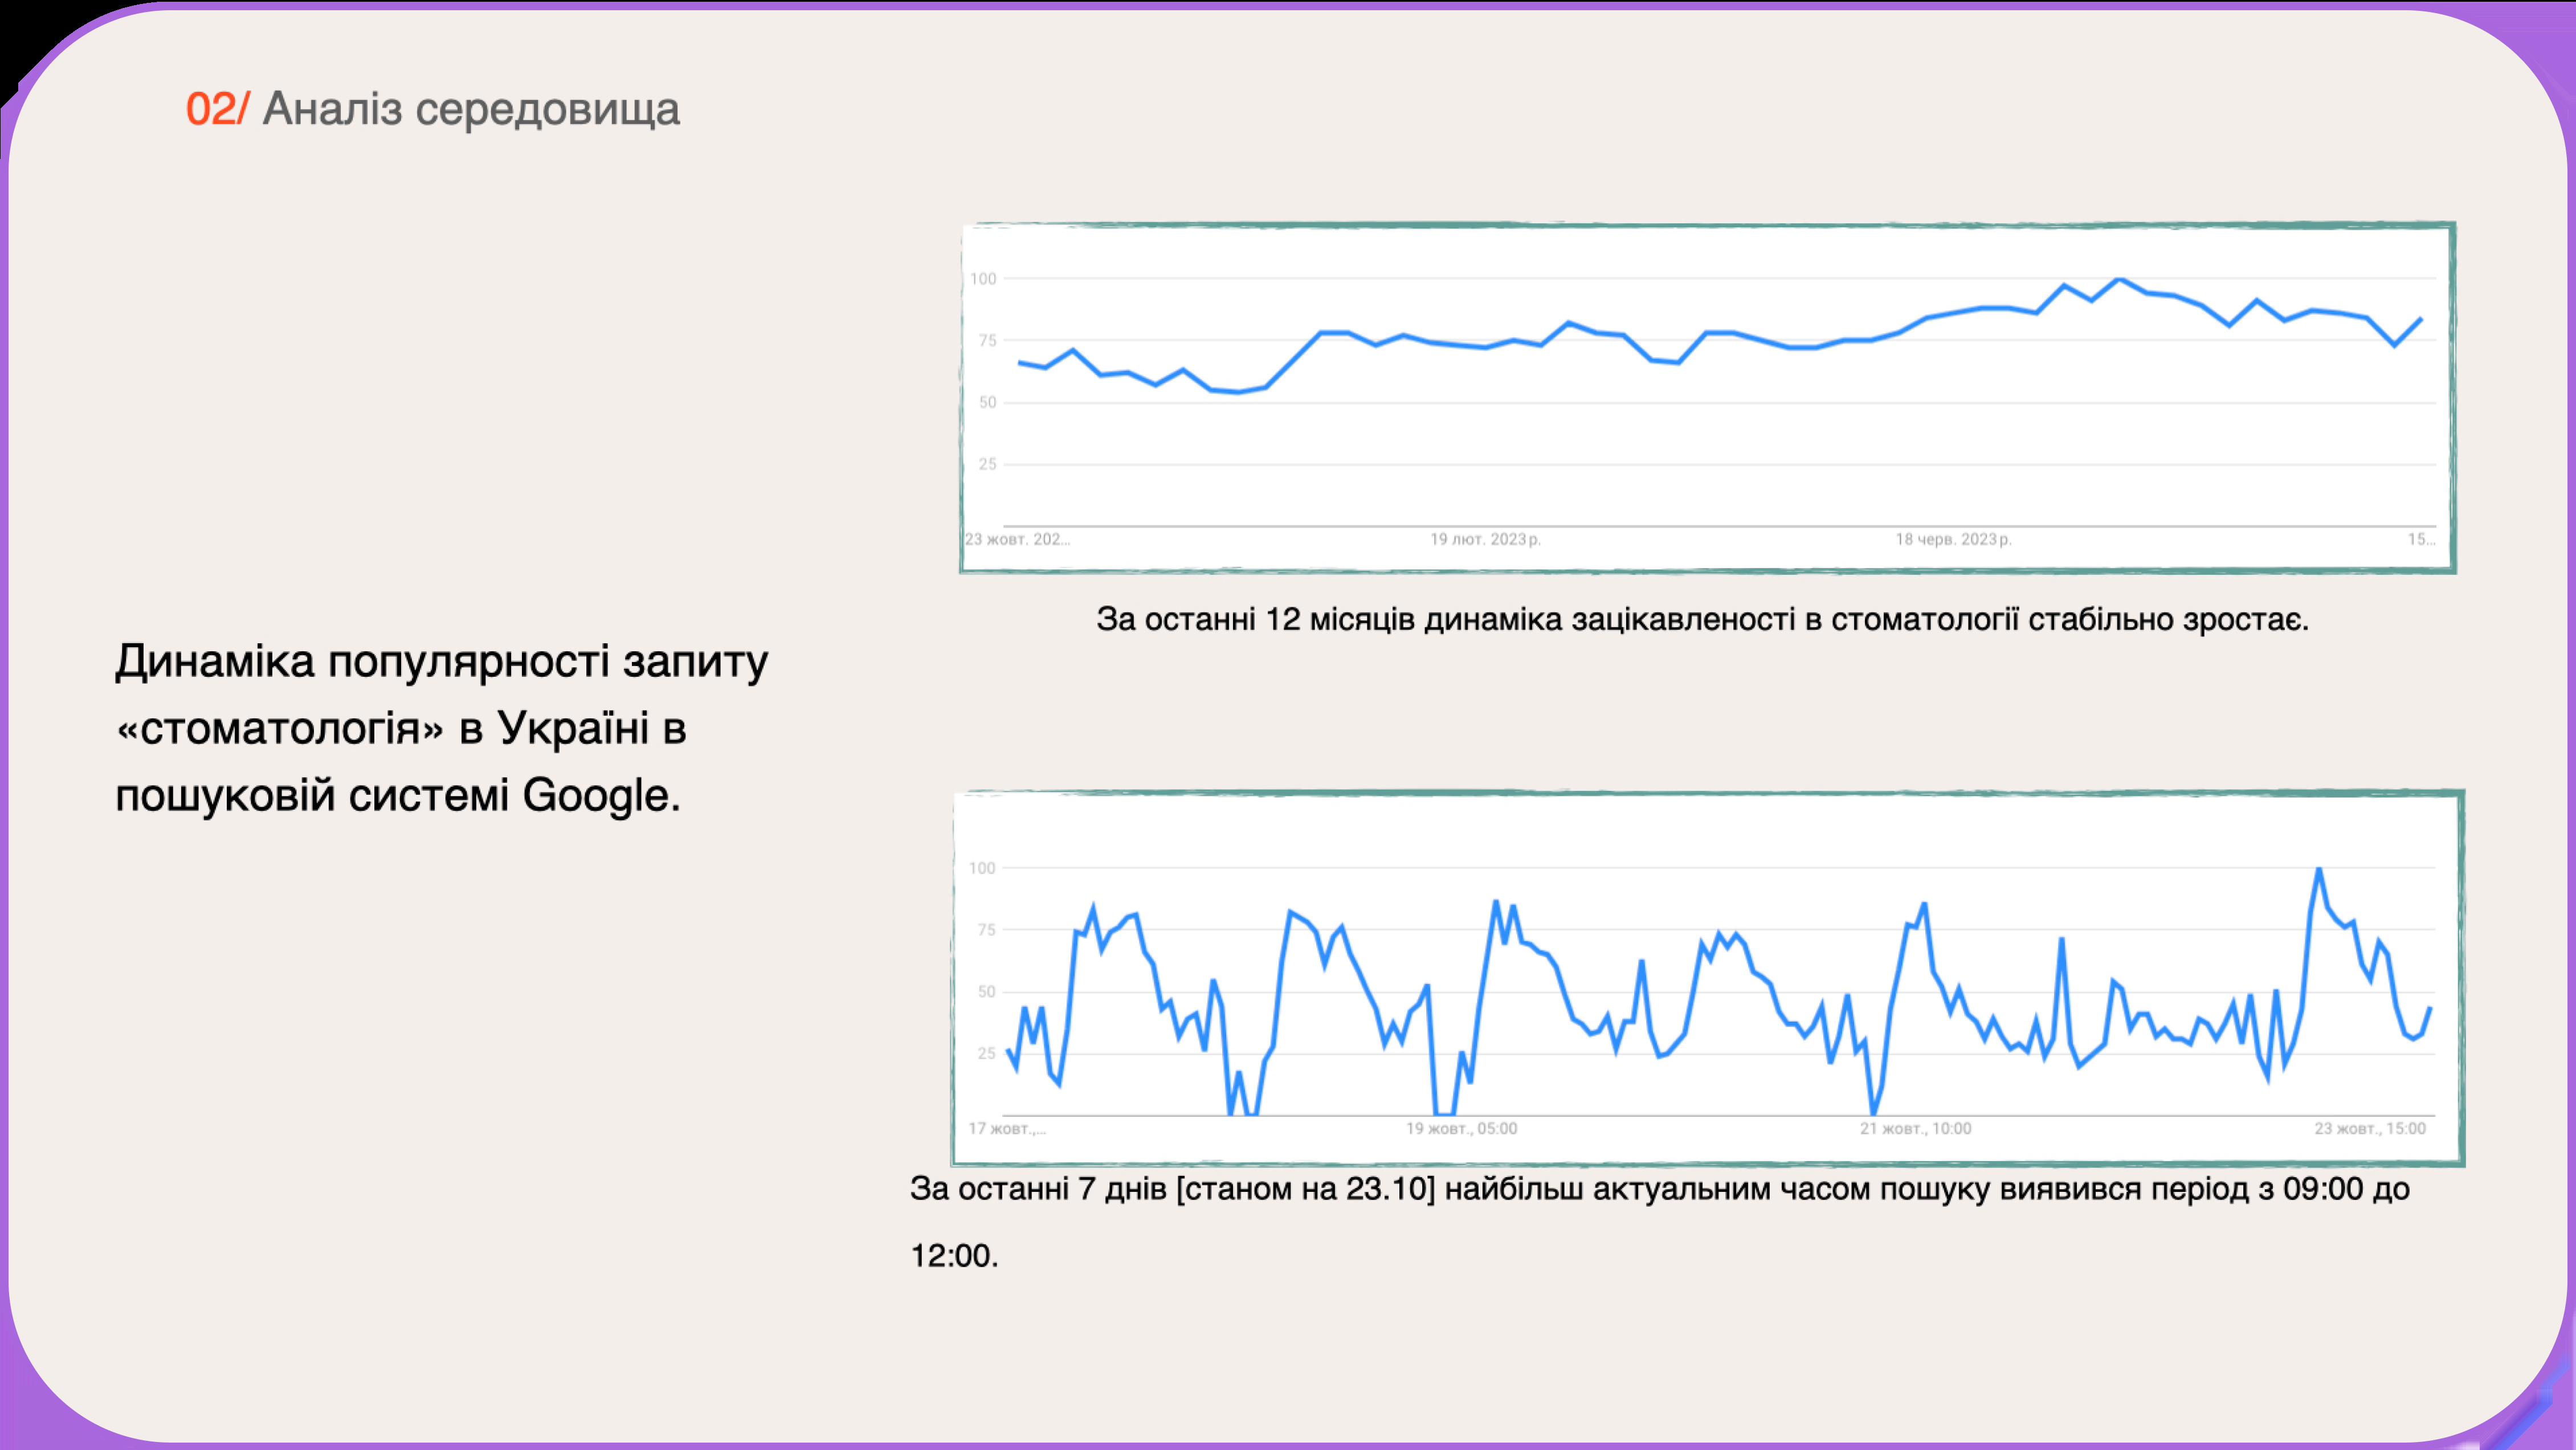 02/ Аналіз середовища
Динаміка популярності запиту
«стоматологія» в Україні в
пошуковій системі Google.
100
75
50
25
23 жовт. 202...
19 лют. 2023 р.
18 черв. 2023 р.
15...
За останні 12 місяців динаміка зацікавленості в стоматології стабільно зростає.
100
75
50
25
17 жовт.,...
19 жовт., 05:00
21 жовт., 10:00
23 жовт., 15:00
За останні 7 днів [станом на 23.10] найбільш актуальним часом пошуку виявився період з 09:00 до
12:00.